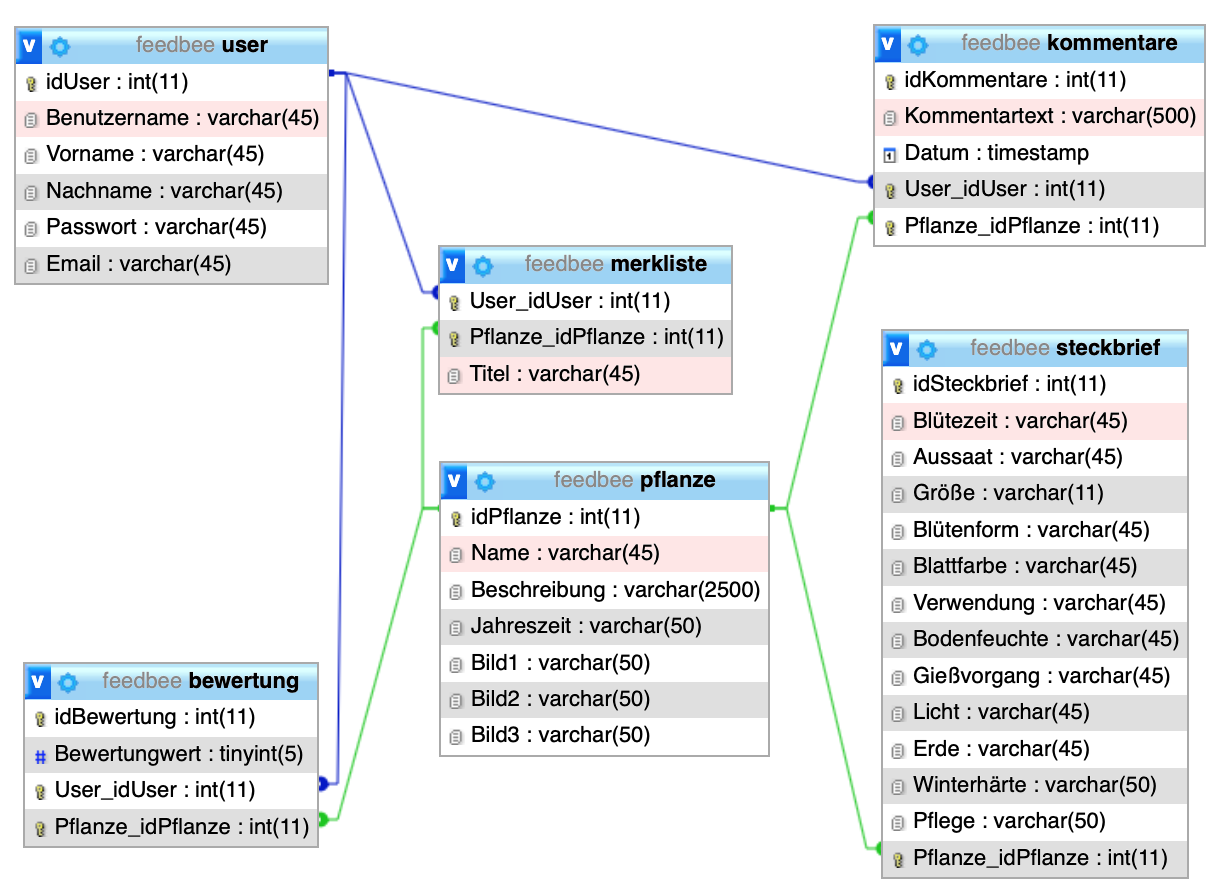 v feedbee user
idUser : int(11)
Benutzername : varchar(45)
Vorname : varchar(45)
Nachname : varchar(45)
Passwort : varchar(45)
Email : varchar(45)
v feedbee kommentare
idKommentare : int(11)
Kommentartext : varchar(500)
Datum : timestamp
User_idUser : int(11)
Pflanze_idPflanze : int(11)
v feedbee merkliste
User_idUser : int(11)
Pflanze_idPflanze : int(11)
Titel : varchar(45)
v feedbee steckbrief
idSteckbrief : int(11)
Blütezeit : varchar(45)
Aussaat : varchar(45)
Größe : varchar(11)
Blütenform : varchar(45)
Blattfarbe : varchar(45)
Verwendung : varchar(45)
Bodenfeuchte : varchar(45)
Gießvorgang : varchar(45)
Licht : varchar(45)
Erde : varchar(45)
Winterhärte : varchar(50)
Pflege : varchar(50)
Pflanze_idPflanze : int(11)
v feedbee pflanze
idPflanze : int(11)
Name : varchar(45)
Beschreibung : varchar(2500)
Jahreszeit : varchar(50)
Bild1 : varchar(50)
Bild2 : varchar(50)
Bild3 : varchar(50)
v feedbee bewertung
idBewertung : int(11)
# Bewertungwert : tinyint(5)
User_idUser : int(11)
Pflanze_idPflanze : int(11)